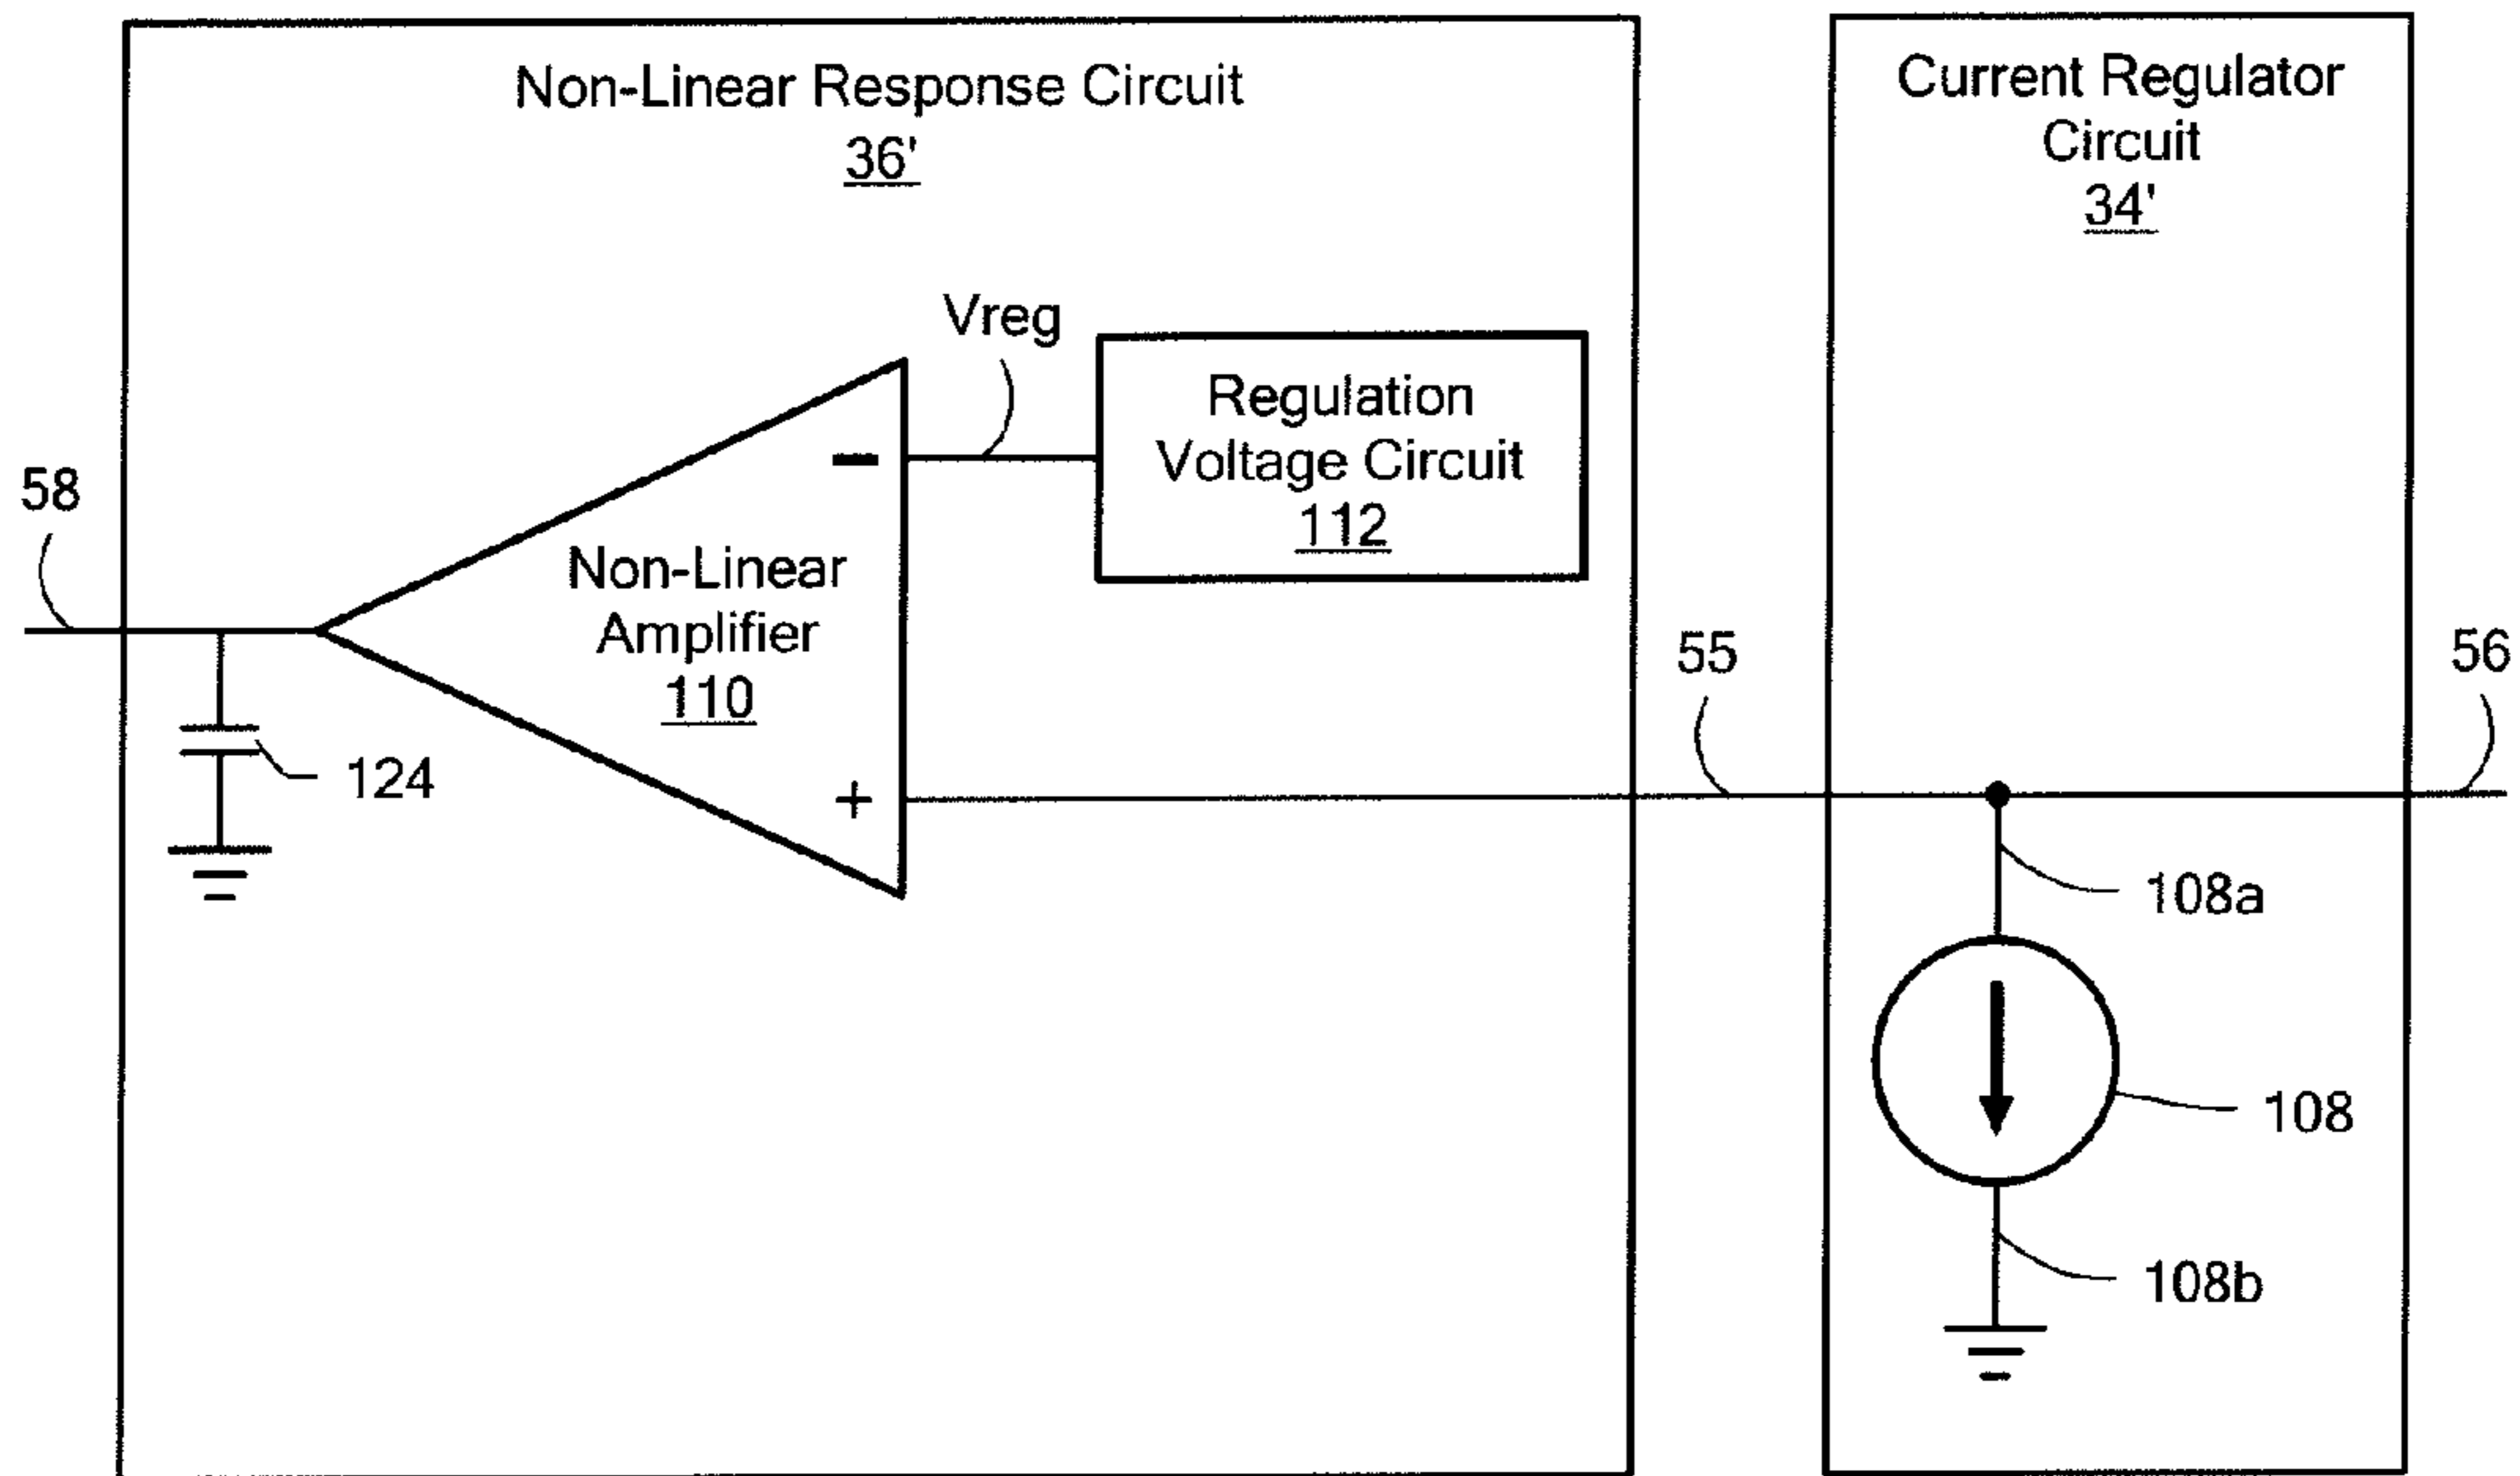 Non-Linear Response Circuit
36'
Current Regulator
Circuit
34'
Vreg
Regulation
Voltage Circuit
112
58
Non-Linear
Amplifier
110
-
+
124
55
56
108a
108
108b